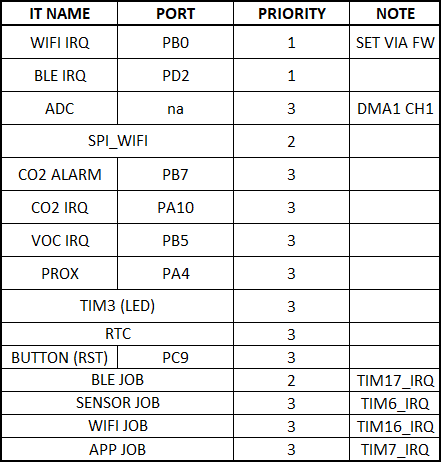 IT NAME PORT PRIORITY NOTE
WIFI IRQ PB0 1 SET VIA FW
BLE IRQ PD2 1
ADC na 3 DMA1 CH1
SPI_WIFI 2
CO2 ALARM PB7 3
CO2 IRQ PA10 3
VOC IRQ PB5 3
PROX PA4 3
TIM3 (LED) 3
RTC 3
BUTTON (RST) PC9 3
BLE JOB 2 TIM17_IRQ
SENSOR JOB 3 TIM6_IRQ
WIFI JOB 3 TIM16_IRQ
APP JOB 3 TIM7_IRQ